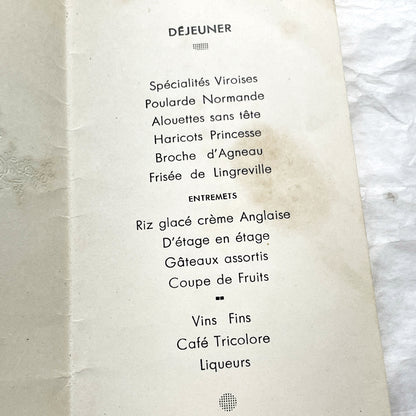 DÉJEUNER
Spécialités Viroises
Poularde Normande
Alouettes sans tête
Haricots Princesse
Broche d'Agneau
Frisée de Lingreville
ENTREMETS
Riz glacé crème Anglaise
D'étage en étage
Gâteaux assortis
Coupe de Fruits
Vins Fins
Café Tricolore
Liqueurs